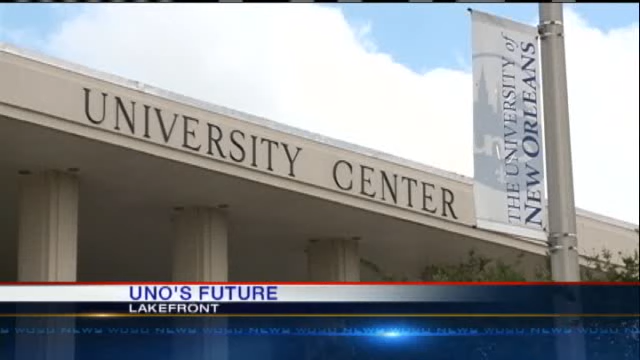 UNIVERSITY CENTER
THE UNIVERSITY of
NEW ORLEANS
UNO'S FUTURE
LAKEFRONT